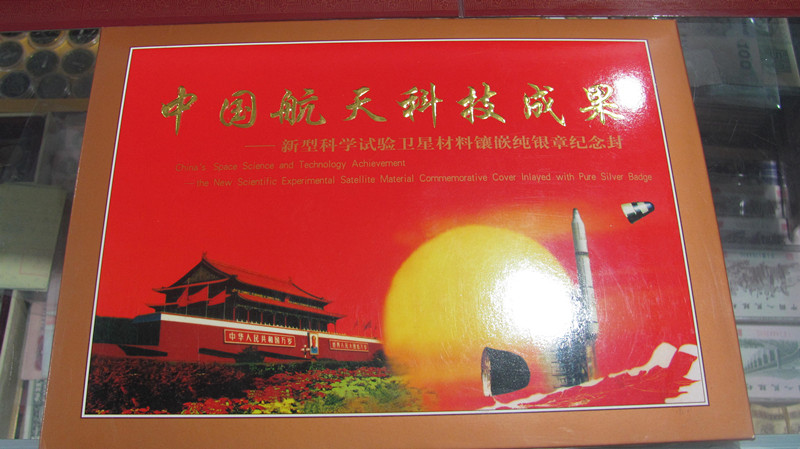 中国航天科技成果
——新型科学试验卫星材料镶嵌纯银章纪念封
China's Space Science and Technology Achievement
—the New Scientific Experimental Satellite Material Commemorative Cover Inlayed with Pure Silver Badge
中华人民共和国万岁